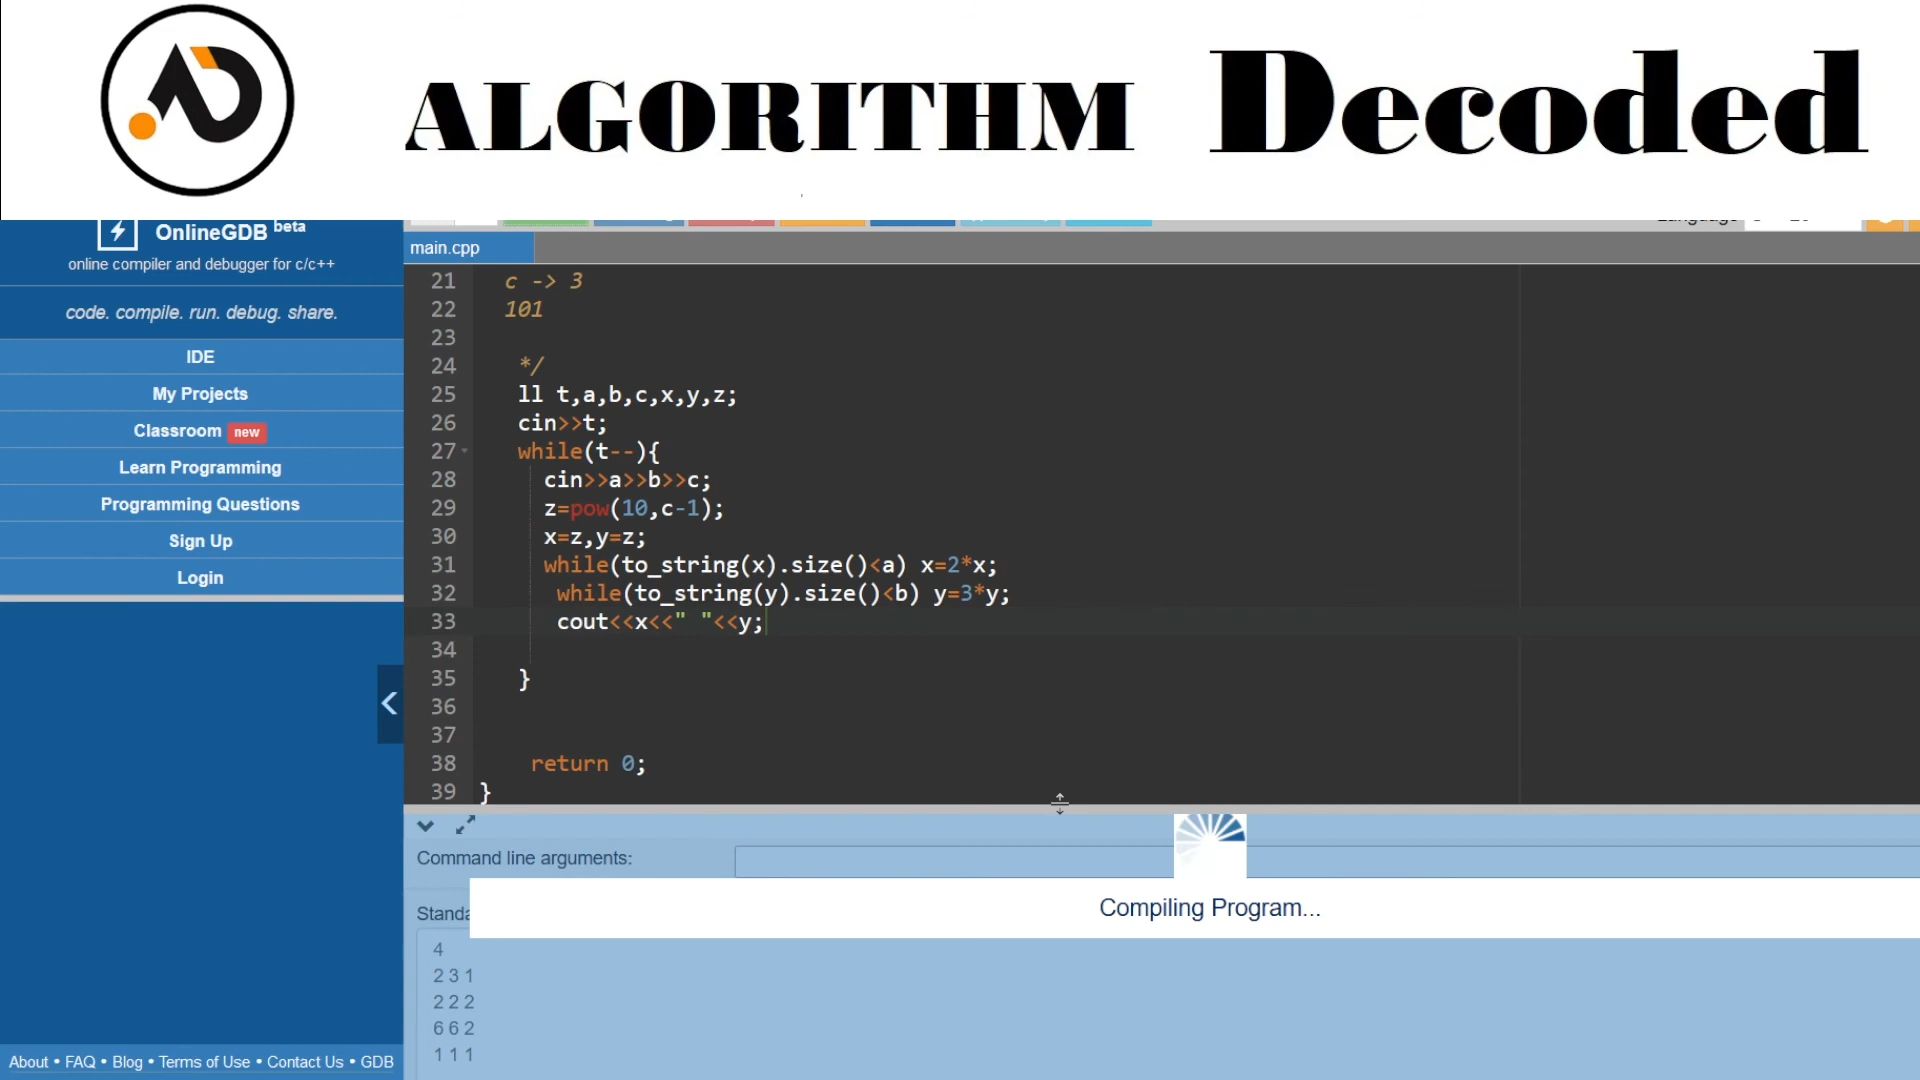 ALGORITHM Decoded
OnlineGDB beta
online compiler and debugger for c/c++
code. compile. run. debug. share.
IDE
My Projects
Classroom new
Learn Programming
Programming Questions
Sign Up
Login
About • FAQ • Blog • Terms of Use • Contact Us • GDB
main.cpp
21 c -> 3
22 101
23
24 */
25 ll t,a,b,c,x,y,z;
26 cin>>t;
27 while(t--){
28 cin>>a>>b>>c;
29 z=pow(10,c-1);
30 x=z,y=z;
31 while(to_string(x).size()<a) x=2*x;
32 while(to_string(y).size()<b) y=3*y;
33 cout<<x<<" "<<y;
34
35 }
36
37
38 return 0;
39 }
Command line arguments:
Compiling Program...
4
2 3 1
2 2 2
6 6 2
1 1 1